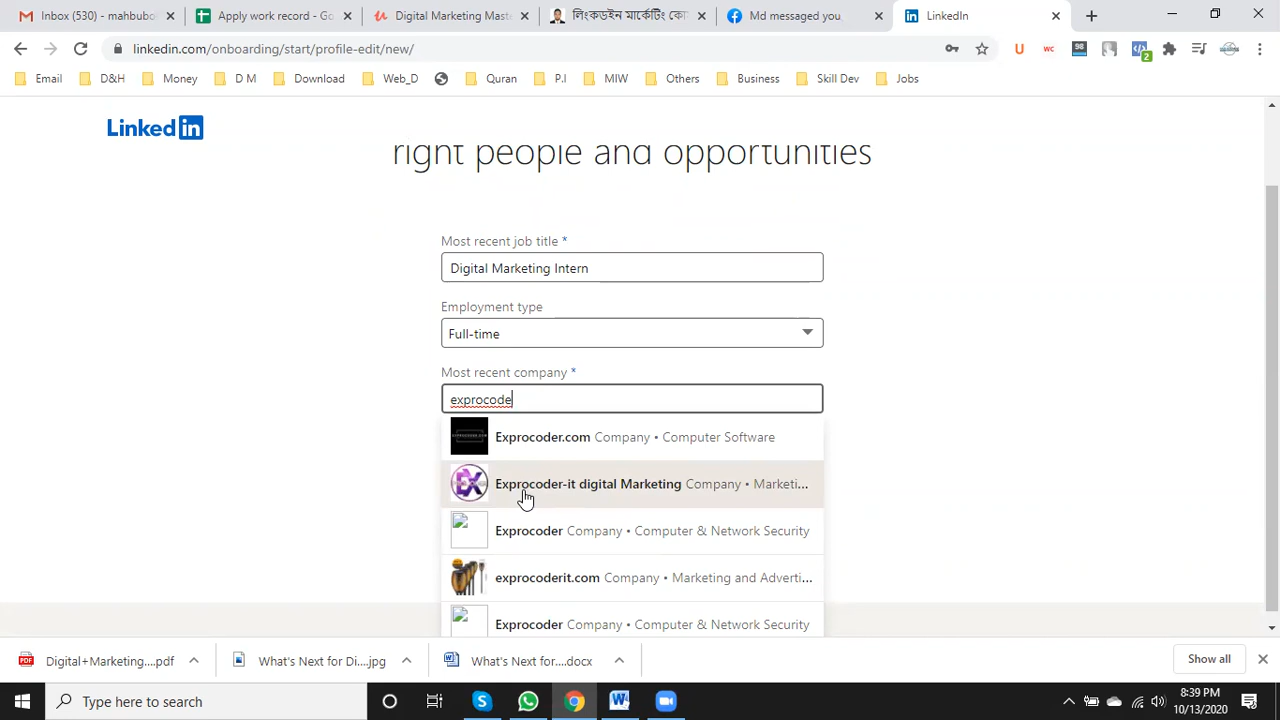 Inbox (530) - mahbubo
Apply work record - Go
Digital Marketing Mast
লিংকডইন মার্কেটিং কো
Md messaged you
LinkedIn
linkedin.com/onboarding/start/profile-edit/new/
98
2
Email
D&H
Money
D M
Download
Web_D
Quran
P.I
MIW
Others
Business
Skill Dev
Jobs
Linked in
right people and opportunities
Most recent job title *
Digital Marketing Intern
Employment type
Full-time
Most recent company *
exprocode
Exprocoder.com Company • Computer Software
Exprocoder-it digital Marketing Company • Marketi...
Exprocoder Company • Computer & Network Security
exprocoderit.com Company • Marketing and Adverti...
Exprocoder Company • Computer & Network Security
Digital+Marketing....pdf
What's Next for Di....jpg
What's Next for....docx
Show all
Type here to search
8:39 PM
10/13/2020